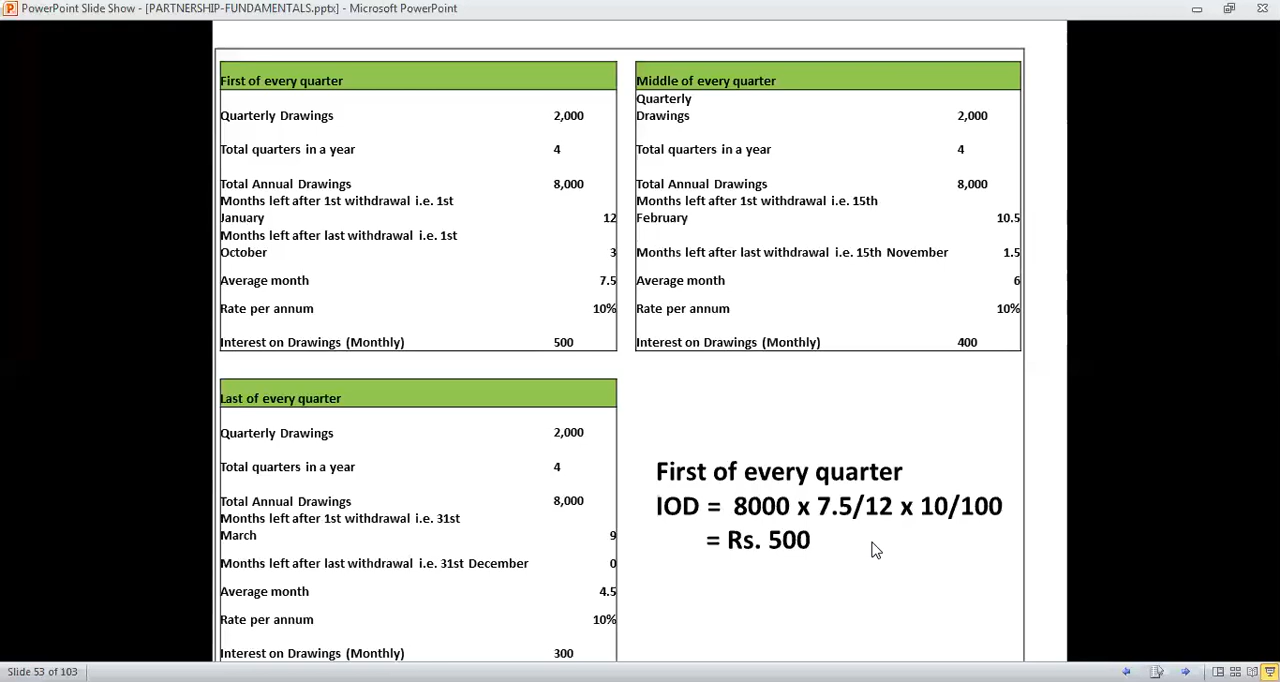 PowerPoint Slide Show - [PARTNERSHIP-FUNDAMENTALS.pptx] - Microsoft PowerPoint
First of every quarter
Quarterly Drawings 2,000
Total quarters in a year 4
Total Annual Drawings 8,000
Months left after 1st withdrawal i.e. 1st
January 12
Months left after last withdrawal i.e. 1st
October 3
Average month 7.5
Rate per annum 10%
Interest on Drawings (Monthly) 500
Middle of every quarter
Quarterly
Drawings 2,000
Total quarters in a year 4
Total Annual Drawings 8,000
Months left after 1st withdrawal i.e. 15th
February 10.5
Months left after last withdrawal i.e. 15th November 1.5
Average month 6
Rate per annum 10%
Interest on Drawings (Monthly) 400
Last of every quarter
Quarterly Drawings 2,000
Total quarters in a year 4
Total Annual Drawings 8,000
Months left after 1st withdrawal i.e. 31st
March 9
Months left after last withdrawal i.e. 31st December 0
Average month 4.5
Rate per annum 10%
Interest on Drawings (Monthly) 300
First of every quarter
IOD = 8000 x 7.5/12 x 10/100
= Rs. 500
Slide 53 of 103